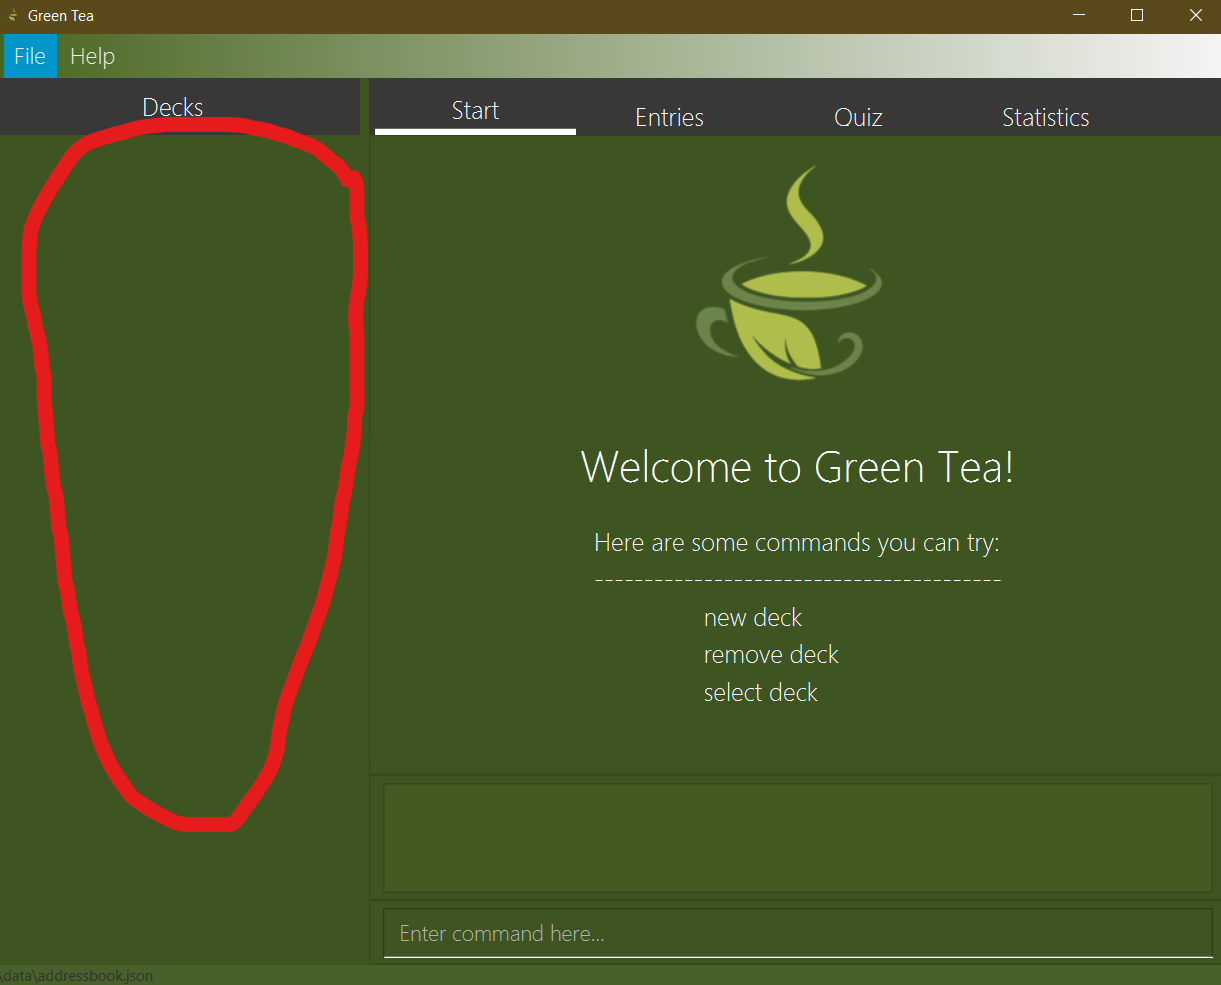 Green Tea
File Help
Decks
Start Entries Quiz Statistics
Welcome to Green Tea!
Here are some commands you can try:
-----------------------------------------
new deck
remove deck
select deck
Enter command here...
\data\addressbook.json